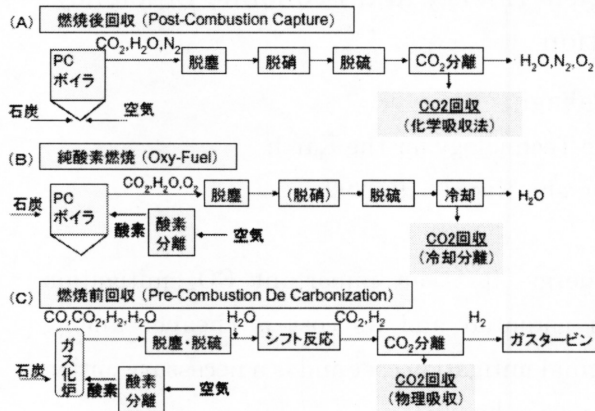 (A) 燃焼後回収 (Post-Combustion Capture)
CO₂,H₂O,N₂
PC
ボイラ
脱塵
脱硝
脱硫
CO₂分離
H₂O,N₂,O₂
石炭
空気
CO2回収
(化学吸収法)
(B) 純酸素燃焼 (Oxy-Fuel)
CO₂,H₂O,O₂
石炭
PC
ボイラ
酸素
酸素
分離
空気
脱塵
(脱硝)
脱硫
冷却
H₂O
CO2回収
(冷却分離)
(C) 燃焼前回収 (Pre-Combustion De Carbonization)
CO,CO₂,H₂,H₂O
H₂O
CO₂,H₂
H₂
ガス化炉
脱塵・脱硫
シフト反応
CO₂分離
ガスタービン
石炭
酸素
酸素
分離
空気
CO2回収
(物理吸収)